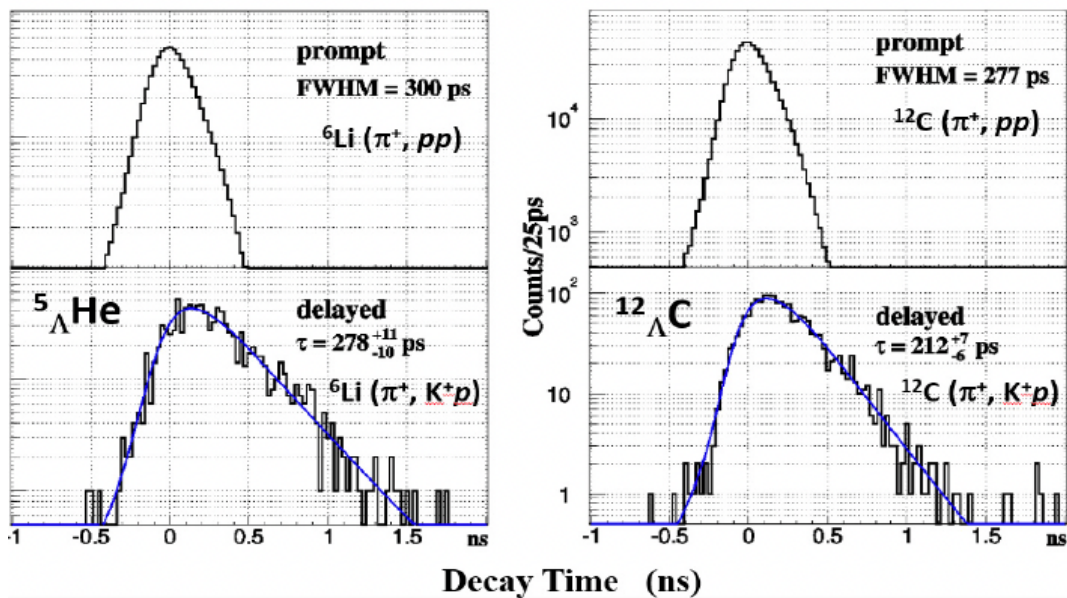 prompt
FWHM = 300 ps
⁶Li (π⁺, pp)
prompt
FWHM = 277 ps
¹²C (π⁺, pp)
10⁴
10³
Counts/25ps
⁵ΛHe
delayed
τ = 278 +11 -10 ps
⁶Li (π⁺, K⁺p)
¹²ΛC
delayed
τ = 212 +7 -6 ps
¹²C (π⁺, K⁺p)
10²
10
1
-1 -0.5 0 0.5 1 1.5 ns
-1 -0.5 0 0.5 1 1.5 ns
Decay Time (ns)